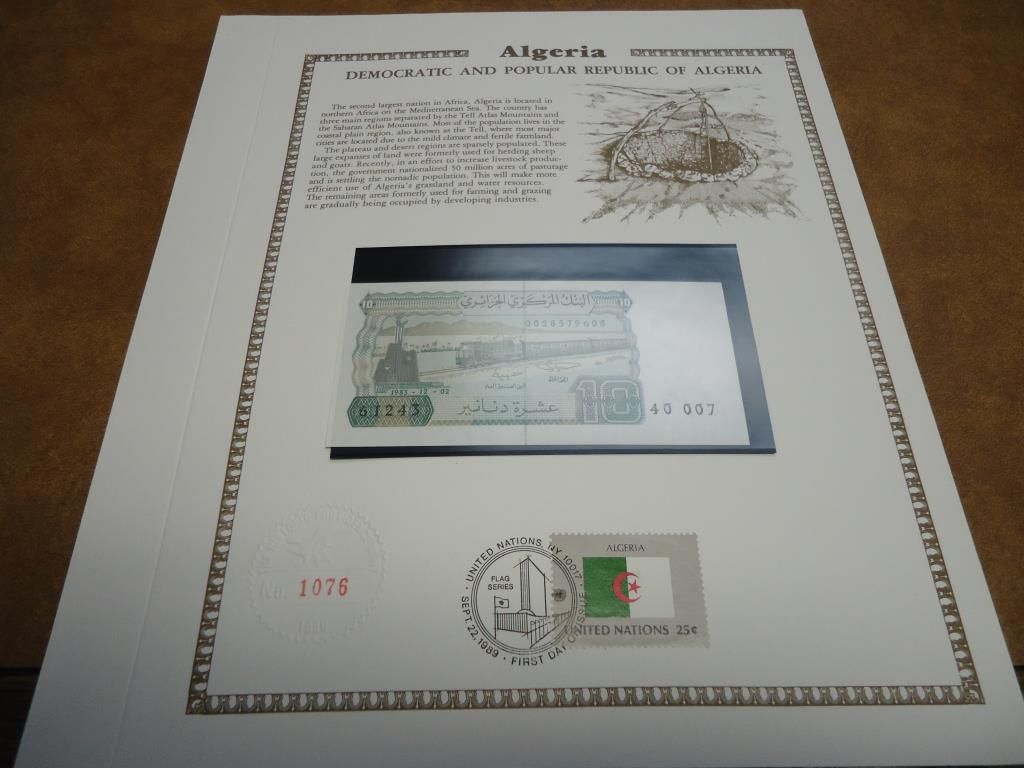 Algeria
DEMOCRATIC AND POPULAR REPUBLIC OF ALGERIA
The second largest nation in Africa, Algeria is located in
northern Africa on the Mediterranean Sea. The country has
three main regions separated by the Tell Atlas Mountains and
the Saharan Atlas Mountains. Most of the population lives in the
coastal plain region, also known as the Tell, where most major
cities are located due to the mild climate and fertile farmland.
The plateau and desert regions are sparsely populated. These
large expanses of land were formerly used for herding sheep
and goats. Recently, in an effort to increase livestock produc-
tion, the government nationalized 50 million acres of pasturage
and is settling the nomadic population. This will make more
efficient use of Algeria's grassland and water resources.
The remaining areas formerly used for farming and grazing
are gradually being occupied by developing industries.
10 البنك المركزي الجزائري 10
0028579608
1983 - 12 - 02
61243 عشرة دنانير 10 40 007
No. 1076
UNITED NATIONS, NY 10017
FLAG
SERIES
SEPT. 22, 1989 · FIRST DAY OF ISSUE
ALGERIA
UNITED NATIONS 25¢